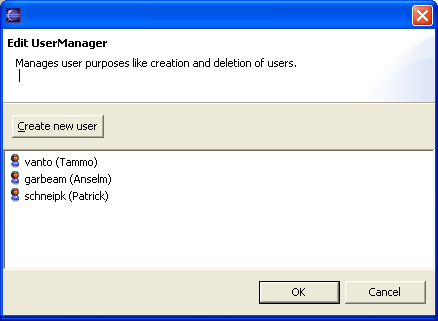 Edit UserManager
Manages user purposes like creation and deletion of users.
Create new user
vanto (Tammo)
garbeam (Anselm)
schneipk (Patrick)
OK
Cancel